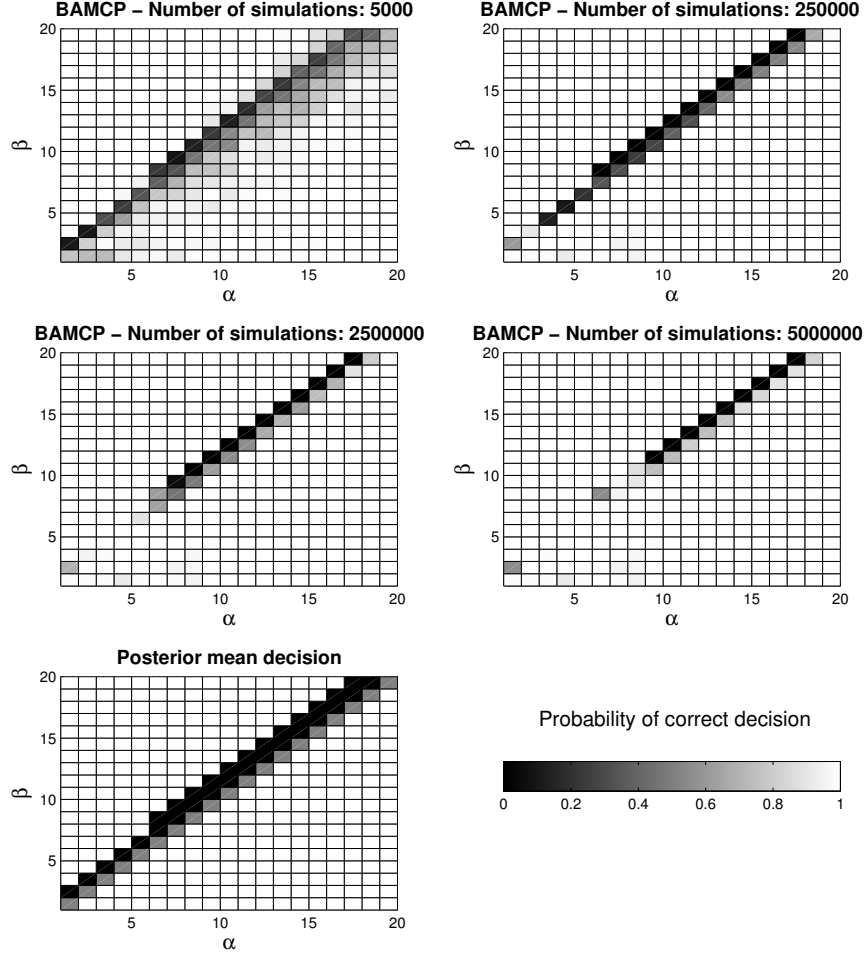 BAMCP − Number of simulations: 5000
20
15
10
5
β
5 10 15 20
α
BAMCP − Number of simulations: 250000
20
15
10
5
β
5 10 15 20
α
BAMCP − Number of simulations: 2500000
20
15
10
5
β
5 10 15 20
α
BAMCP − Number of simulations: 5000000
20
15
10
5
β
5 10 15 20
α
Posterior mean decision
20
15
10
5
β
5 10 15 20
α
Probability of correct decision
0 0.2 0.4 0.6 0.8 1